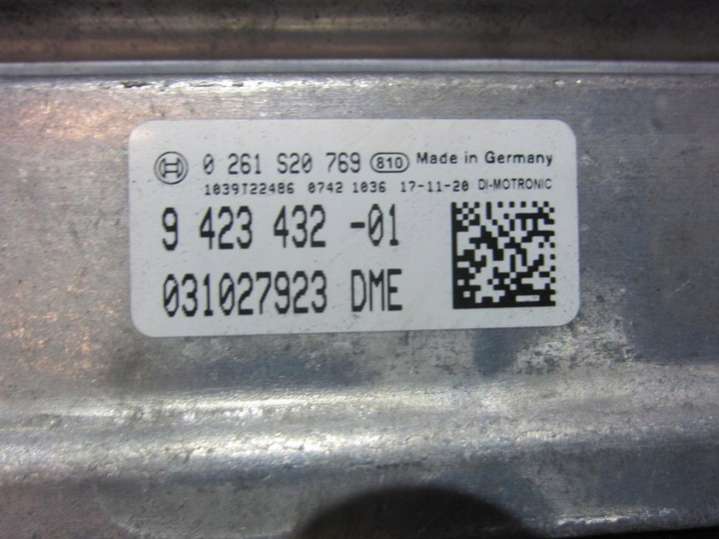 0 261 S20 769 810 Made in Germany
1039T22486 0742 1036 17-11-20 DI-MOTRONIC
9 423 432 -01
031027923 DME